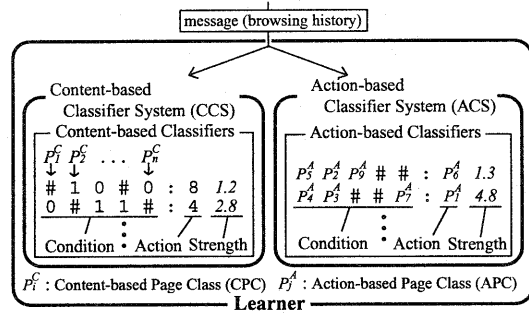 message (browsing history)
Content-based
Classifier System (CCS)
Content-based Classifiers
P₁ᶜ P₂ᶜ ... Pₙᶜ
# 1 0 # 0 : 8 1.2
0 # 1 1 # : 4 2.8
Condition Action Strength
Action-based
Classifier System (ACS)
Action-based Classifiers
P₅ᴬ P₂ᴬ P₉ᴬ # # : P₆ᴬ 1.3
P₄ᴬ P₃ᴬ # # P₇ᴬ : P₁ᴬ 4.8
Condition Action Strength
Pᵢᶜ : Content-based Page Class (CPC) Pⱼᴬ : Action-based Page Class (APC)
Learner